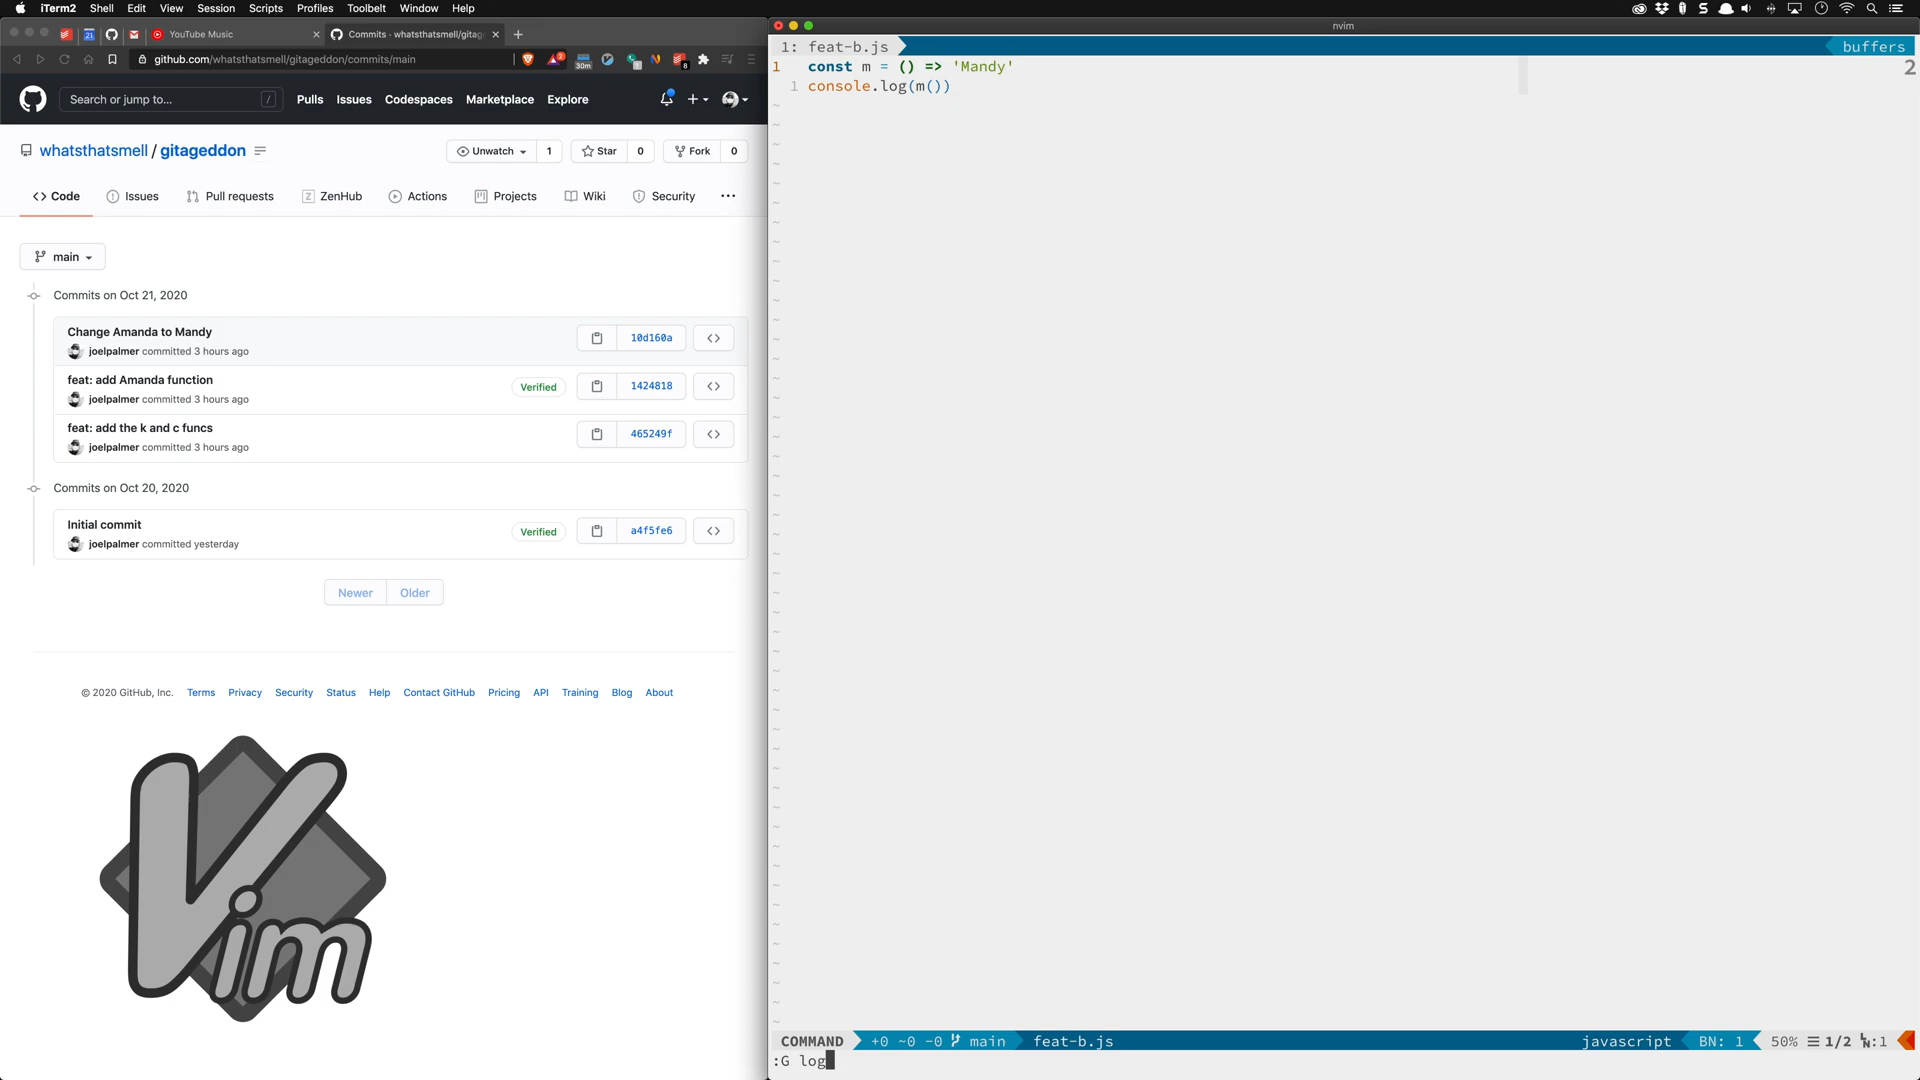 iTerm2 Shell Edit View Session Scripts Profiles Toolbelt Window Help
YouTube Music
Commits · whatsthatsmell/gitage
github.com/whatsthatsmell/gitageddon/commits/main
30m
2
8
nvim
Search or jump to... /
Pulls Issues Codespaces Marketplace Explore
whatsthatsmell / gitageddon
Unwatch 1
Star 0
Fork 0
Code Issues Pull requests ZenHub Actions Projects Wiki Security
main
Commits on Oct 21, 2020
Change Amanda to Mandy
joelpalmer committed 3 hours ago
10d160a
feat: add Amanda function
joelpalmer committed 3 hours ago
Verified
1424818
feat: add the k and c funcs
joelpalmer committed 3 hours ago
465249f
Commits on Oct 20, 2020
Initial commit
joelpalmer committed yesterday
Verified
a4f5fe6
Newer Older
© 2020 GitHub, Inc. Terms Privacy Security Status Help Contact GitHub Pricing API Training Blog About
Vim
1: feat-b.js buffers
1 const m = () => 'Mandy' 2
1 console.log(m())
COMMAND +0 ~0 -0 main feat-b.js javascript BN: 1 50% ☰ 1/2 :1
:G log